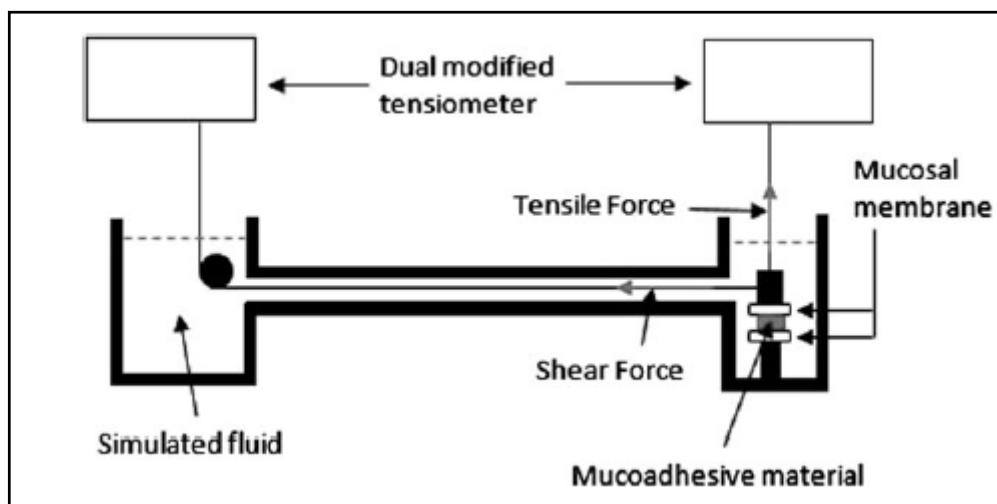 Dual modified
tensiometer
Mucosal
membrane
Tensile Force
Shear Force
Simulated fluid
Mucoadhesive material